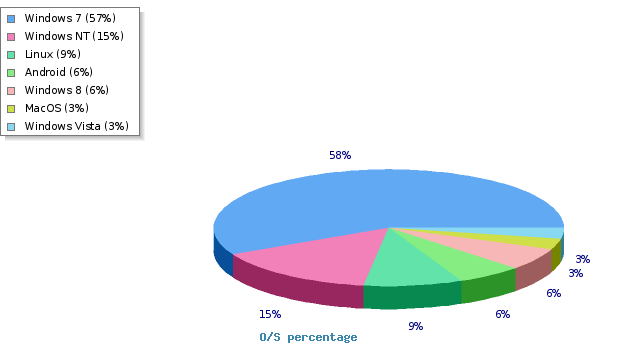 Windows 7 (57%)
Windows NT (15%)
Linux (9%)
Android (6%)
Windows 8 (6%)
MacOS (3%)
Windows Vista (3%)
58%
3%
3%
6%
6%
9%
15%
O/S percentage